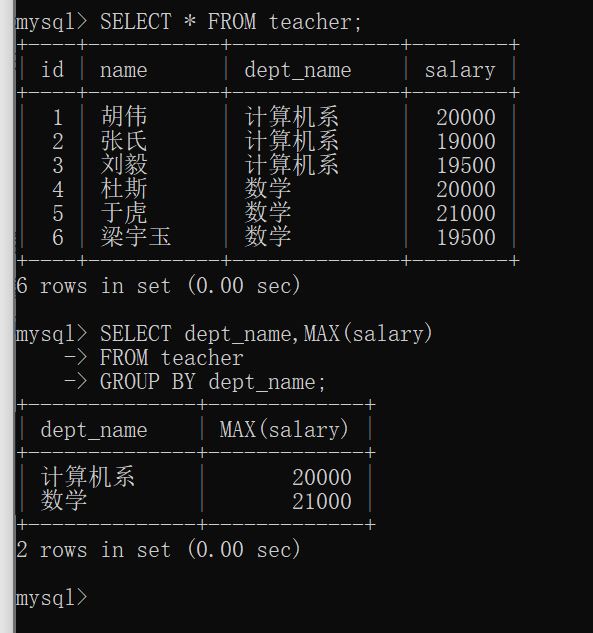 mysql> SELECT * FROM teacher;
+----+-----------+--------------+--------+
| id | name      | dept_name    | salary |
+----+-----------+--------------+--------+
|  1 | 胡伟      | 计算机系     |  20000 |
|  2 | 张氏      | 计算机系     |  19000 |
|  3 | 刘毅      | 计算机系     |  19500 |
|  4 | 杜斯      | 数学         |  20000 |
|  5 | 于虎      | 数学         |  21000 |
|  6 | 梁宇玉    | 数学         |  19500 |
+----+-----------+--------------+--------+
6 rows in set (0.00 sec)
mysql> SELECT dept_name,MAX(salary)
    -> FROM teacher
    -> GROUP BY dept_name;
+--------------+-------------+
| dept_name    | MAX(salary) |
+--------------+-------------+
| 计算机系     |       20000 |
| 数学         |       21000 |
+--------------+-------------+
2 rows in set (0.00 sec)
mysql>